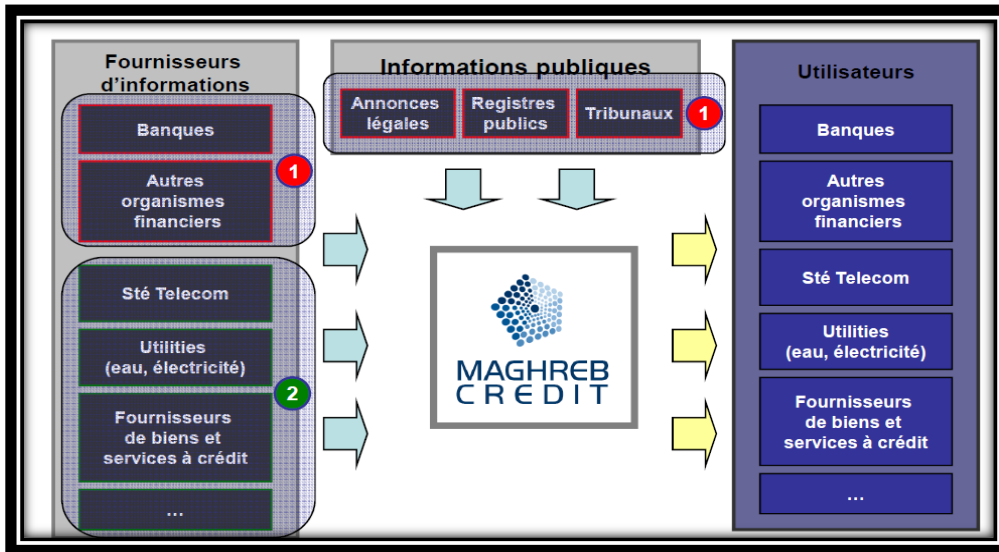 Fournisseurs
d'informations
Banques
Autres
organismes
financiers
1
Sté Telecom
Utilities
(eau, électricité)
Fournisseurs
de biens et
services à crédit
...
2
Informations publiques
Annonces
légales
Registres
publics
Tribunaux
1
MAGHREB
CREDIT
Utilisateurs
Banques
Autres
organismes
financiers
Sté Telecom
Utilities
(eau, électricité)
Fournisseurs
de biens et
services à crédit
...